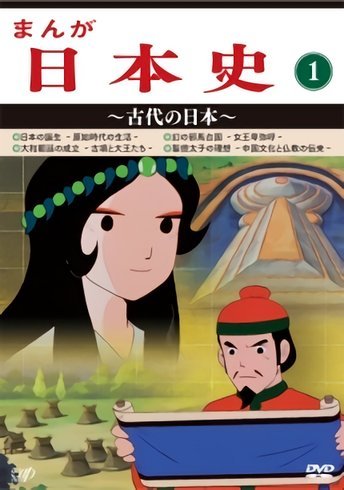 まんが
日本史 1
〜古代の日本〜
◎日本の誕生 -原始時代の生活- ◎幻の邪馬台国 -女王卑弥呼-
◎大和朝廷の成立 -古墳と大王たち- ◎聖徳太子の理想 -中国文化と仏教の伝来-
VAP
DVD